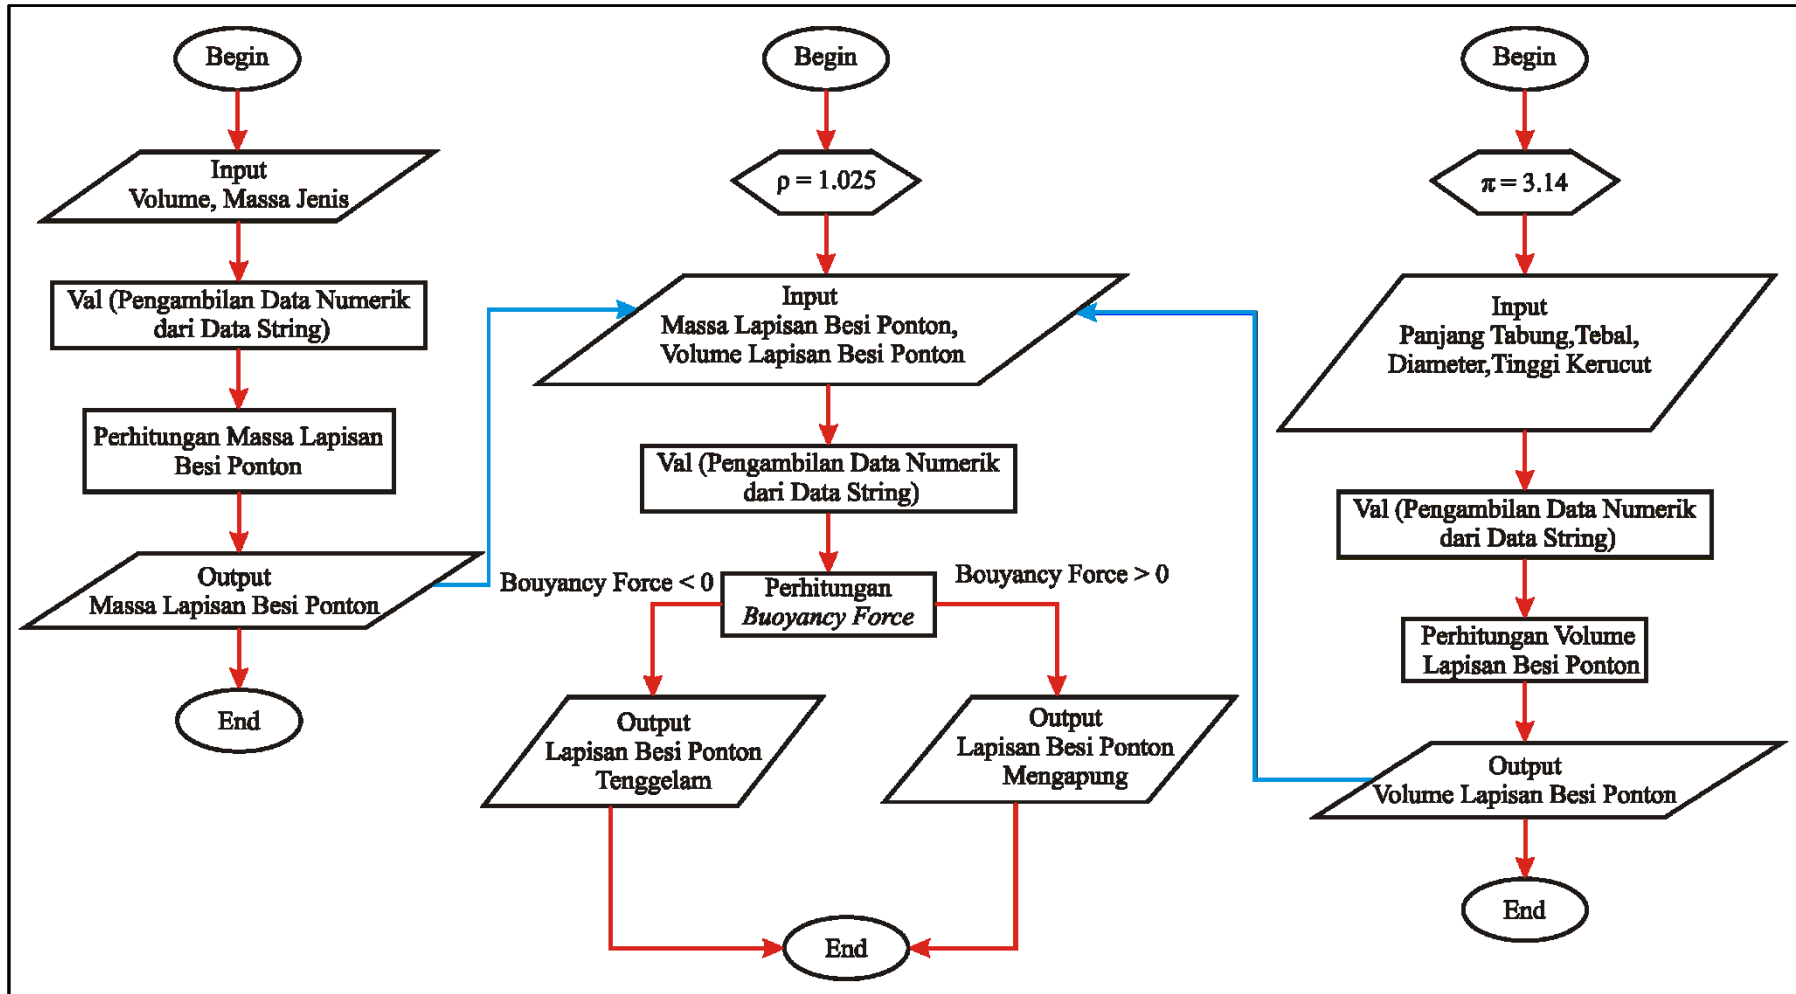 Begin
Input
Volume, Massa Jenis
Val (Pengambilan Data Numerik
dari Data String)
Perhitungan Massa Lapisan
Besi Ponton
Output
Massa Lapisan Besi Ponton
End
Begin
ρ = 1.025
Input
Massa Lapisan Besi Ponton,
Volume Lapisan Besi Ponton
Val (Pengambilan Data Numerik
dari Data String)
Perhitungan
Buoyancy Force
Bouyancy Force < 0
Bouyancy Force > 0
Output
Lapisan Besi Ponton
Tenggelam
Output
Lapisan Besi Ponton
Mengapung
End
Begin
π = 3.14
Input
Panjang Tabung,Tebal,
Diameter,Tinggi Kerucut
Val (Pengambilan Data Numerik
dari Data String)
Perhitungan Volume
Lapisan Besi Ponton
Output
Volume Lapisan Besi Ponton
End